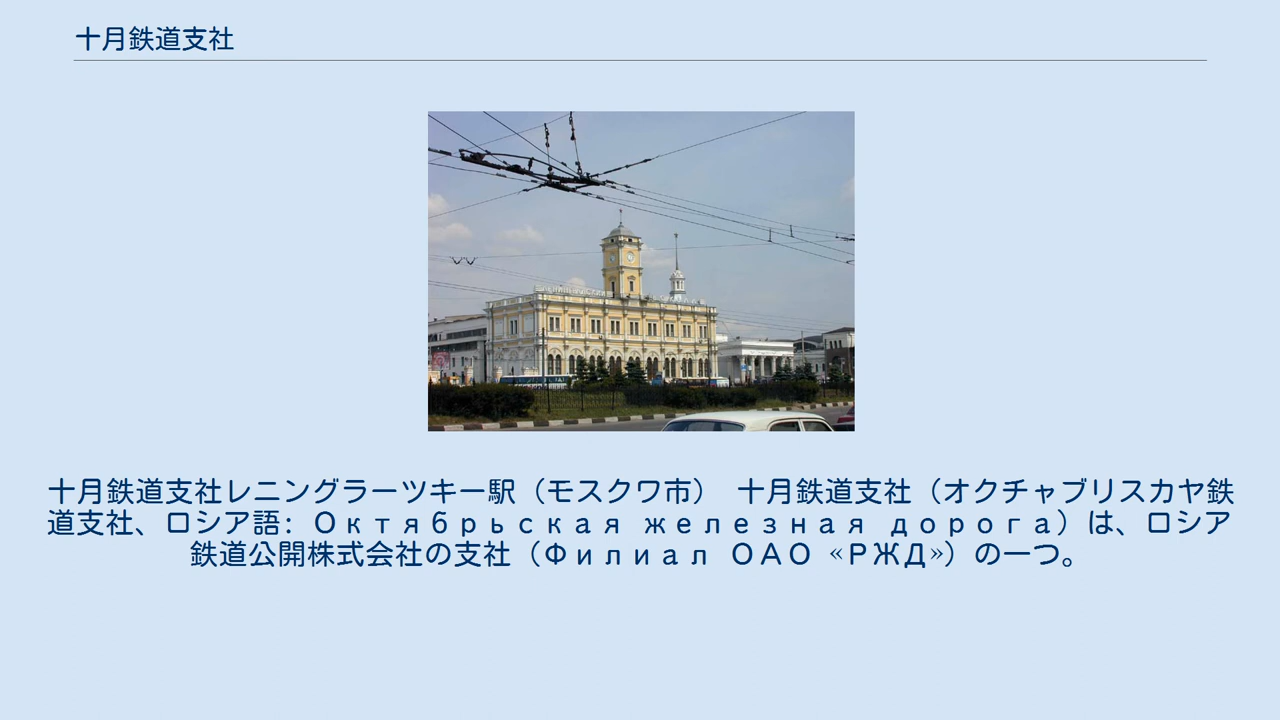 十月鉄道支社
十月鉄道支社レニングラーツキー駅（モスクワ市） 十月鉄道支社（オクチャブリスカヤ鉄
道支社、ロシア語: Октябрьская железная дорога）は、ロシア
鉄道公開株式会社の支社（Филиал ОАО «РЖД»）の一つ。